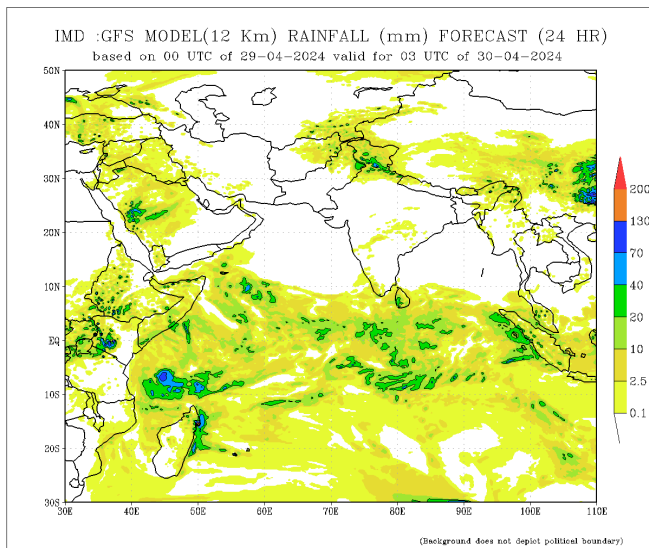 IMD :GFS MODEL(12 Km) RAINFALL (mm) FORECAST (24 HR)
based on 00 UTC of 29-04-2024 valid for 03 UTC of 30-04-2024
50N
40N
30N
20N
10N
EQ
10S
20S
30S
30E 40E 50E 60E 70E 80E 90E 100E 110E
200
130
70
40
20
10
2.5
0.1
(Background does not depict political boundary)